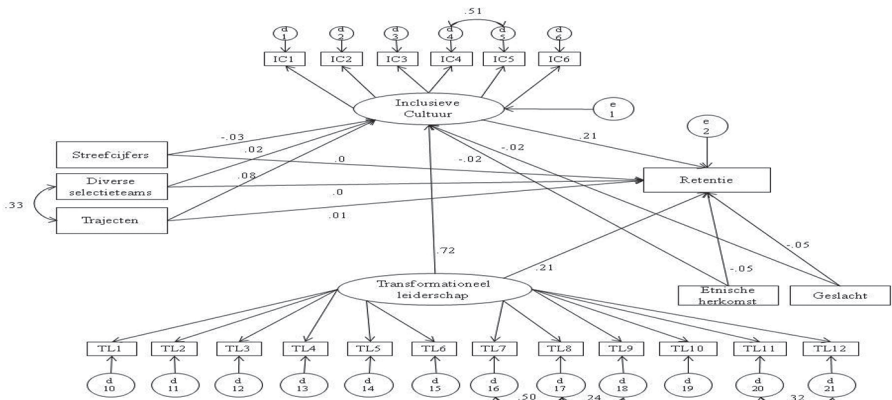 .51
d
1
d
2
d
3
d
4
d
5
d
6
IC1 IC2 IC3 IC4 IC5 IC6
Inclusieve
Cultuur
e
1
e
2
-.03
.02
.08
.0
.0
.01
-.02
-.02
.21
Streefcijfers
Diverse
selectieteams
Trajecten
.33
Retentie
.72
.21
-.05
-.05
Transformationeel
leiderschap
Etnische
herkomst
Geslacht
TL1 TL2 TL3 TL4 TL5 TL6 TL7 TL8 TL9 TL10 TL11 TL12
d
10
d
11
d
12
d
13
d
14
d
15
d
16
d
17
d
18
d
19
d
20
d
21
.50 .24 .32